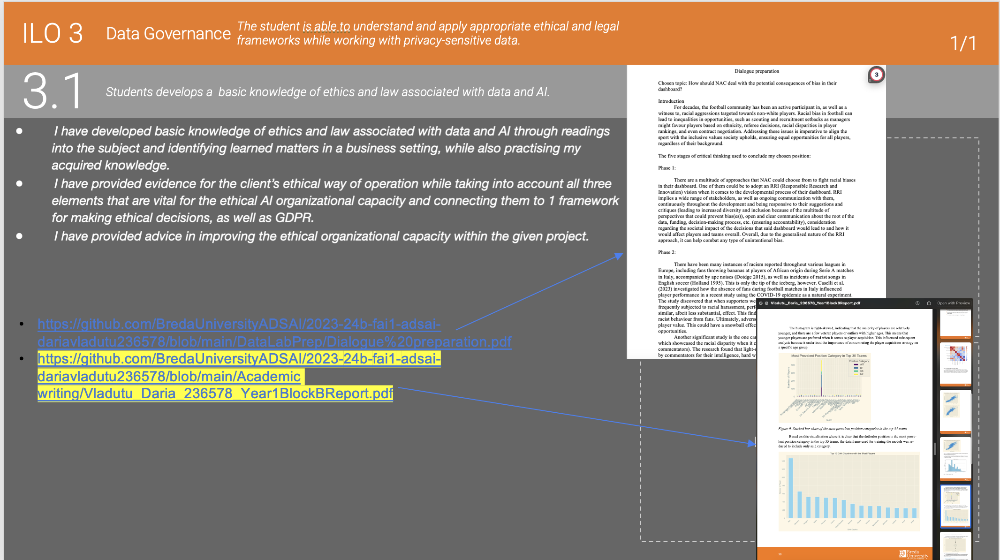 ILO 3
Data Governance
The student is able to understand and apply appropriate ethical and legal
frameworks while working with privacy-sensitive data.
1/1
3.1
Students develops a  basic knowledge of ethics and law associated with data and AI.
I have developed basic knowledge of ethics and law associated with data and AI through readings
into the subject and identifying learned matters in a business setting, while also practising my
acquired knowledge.
I have provided evidence for the client's ethical way of operation while taking into account all three
elements that are vital for the ethical AI organizational capacity and connecting them to 1 framework
for making ethical decisions, as well as GDPR.
I have provided advice in improving the ethical organizational capacity within the given project.
https://github.com/BredaUniversityADSAI/2023-24b-fai1-adsai-
dariavladutu236578/blob/main/DataLabPrep/Dialogue%20preparation.pdf
https://github.com/BredaUniversityADSAI/2023-24b-fai1-adsai-
dariavladutu236578/blob/main/Academic
writing/Vladutu_Daria_236578_Year1BlockBReport.pdf
Dialogue preparation
3
Chosen topic: How should NAC deal with the potential consequences of bias in their
dashboard?
Introduction
For decades, the football community has been an active participant in, as well as a
witness to, racial aggressions targeted towards non-white players. Racial bias in football can
lead to inequalities in opportunities, such as scouting and recruitment setbacks as managers
might favour players based on ethnicity, referee decisions, racial disparities in player
rankings, and even contract negotiation. Addressing these issues is imperative to align the
sport with the inclusive values society upholds, ensuring equal opportunities for all players,
regardless of their background.
The five stages of critical thinking used to conclude my chosen position:
Phase 1:
There are a multitude of approaches that NAC could choose from to fight racial biases
in their dashboard. One of them could be to adopt an RRI (Responsible Research and
Innovation) vision when it comes to the developmental process of their dashboard. RRI
implies a wide range of stakeholders, as well as ongoing communication with them,
continuously throughout the development and being responsive to their suggestions and
critiques (leading to increased diversity and inclusion because of the multitude of
perspectives that could prevent bias(es)), open and clear communication about the root of the
data, funding, decision-making process, etc. (ensuring accountability), consideration
regarding the societal impact of the decisions that said dashboard would lead to and how it
would affect players and teams overall. Overall, due to the generalised nature of the RRI
approach, it can help combat any type of unintentional bias.
Phase 2:
There have been many instances of racism reported throughout various leagues in
Europe, including fans throwing bananas at players of African origin during Serie A matches
in Italy, accompanied by ape noises (Doidge 2015), as well as incidents of racist songs in
English soccer (Holland 1995). This is only the tip of the iceberg, however. Caselli et al.
(2023) investigated how the absence of fans during football matches in Italy influenced
player performance in a recent study using the COVID-19 epidemic as a natural experiment.
The study discovered that when supporters we
frequently subjected to racial harassment, perf
similar, albeit less substantial, effect. This find
racist behaviour from fans. Ultimately, adverse
player value. This could have a snowball effec
opportunities.
Another significant study is the one car
which showcased the racial disparity when it c
commentators). The research found that light-s
by commentators for their intelligence, hard w
Vladutu_Daria_236578_Year1BlockBReport.pdf
Open with Preview
The histogram is right-skewed, indicating that the majority of players are relatively
younger, and there are a few veteran players or outliers with higher ages. This means that
younger players are preferred when it comes to player acquisition. This influenced subsequent
analysis because it underlined the importance of concentrating the player acquisition strategy on
a specific age group.
Most Prevalent Position Category in Top 35 Teams
Position Category
ATT
DF
GK
MF
Number of Players
400
300
200
100
0
Team
Figure 9. Stacked bar chart of the most prevalent position categories in the top 35 teams
Based on this visualisation where it is clear that the defender position is the most preva-
lent position category in the top 35 teams, the data frame used for training the models was re-
duced to include only said category.
Top 15 Birth Countries with the Most Players
Number of Players
Birth Country
10
Breda
University